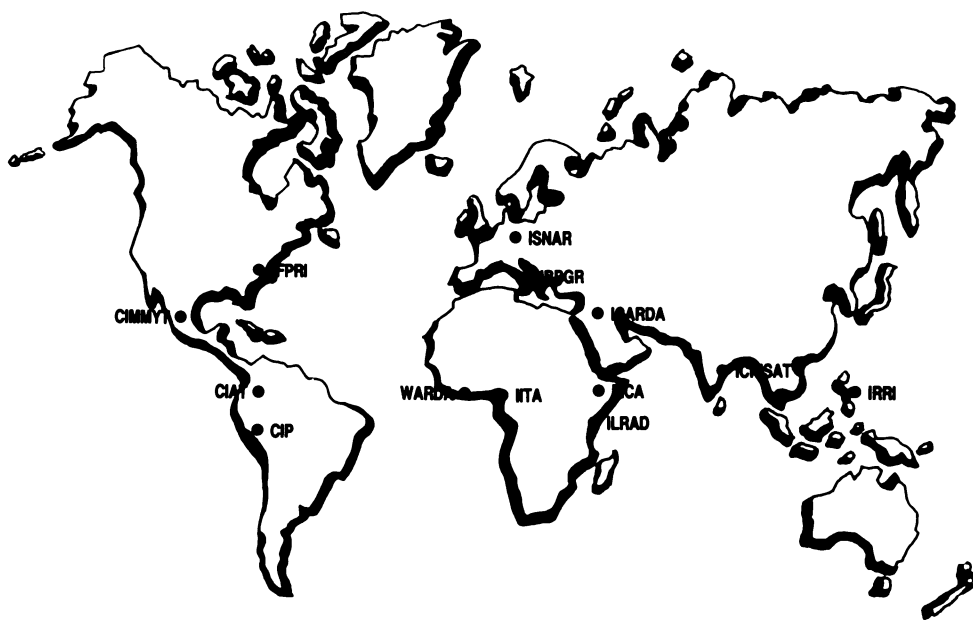 ISNAR
IFPRI
IBPGR
CIMMYT
ICARDA
ICRISAT
CIAT
WARDA
IITA
ILCA
IRRI
ILRAD
CIP